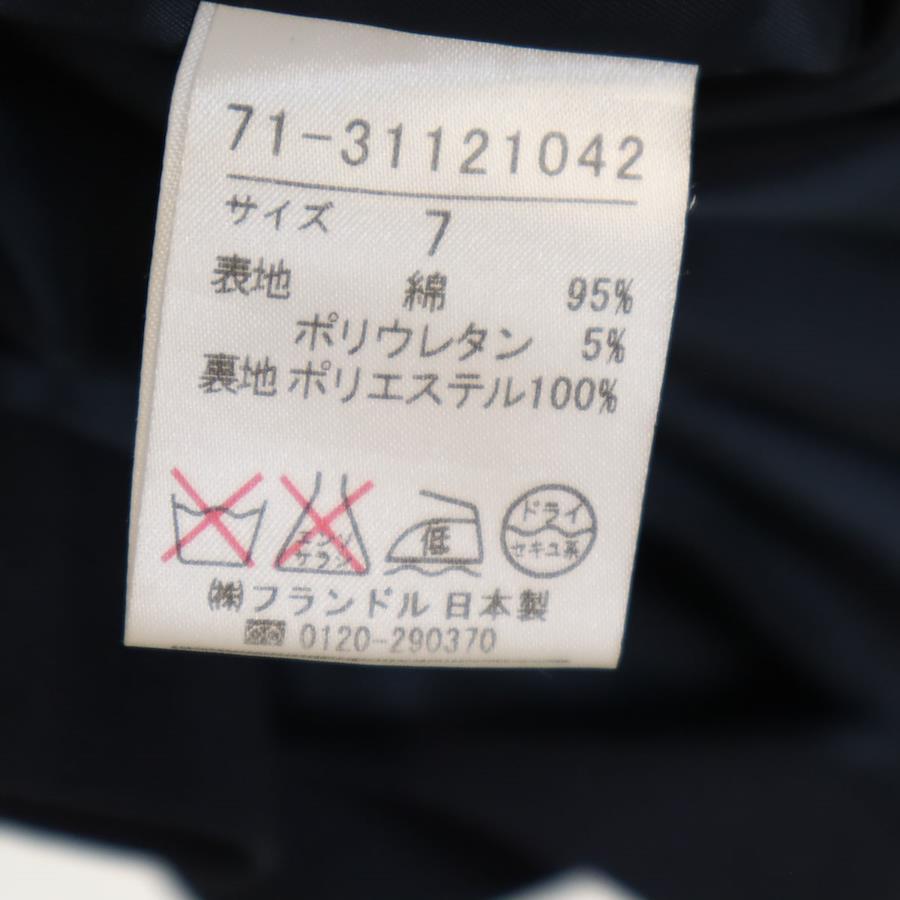 71-31121042
サイズ 7
表地 綿 95%
ポリウレタン 5%
裏地 ポリエステル100%
エンソ
サラシ
低
ドライ
セキユ系
㈱フランドル 日本製
0120-290370